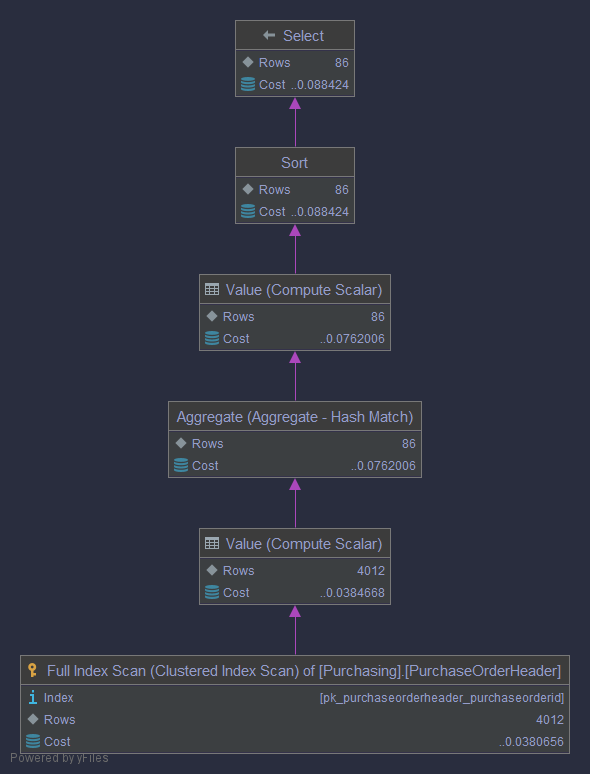 Select
Rows 86
Cost ..0.088424
Sort
Rows 86
Cost ..0.088424
Value (Compute Scalar)
Rows 86
Cost ..0.0762006
Aggregate (Aggregate - Hash Match)
Rows 86
Cost ..0.0762006
Value (Compute Scalar)
Rows 4012
Cost ..0.0384668
Full Index Scan (Clustered Index Scan) of [Purchasing].[PurchaseOrderHeader]
Index [pk_purchaseorderheader_purchaseorderid]
Rows 4012
Cost ..0.0380656
Powered by yFiles